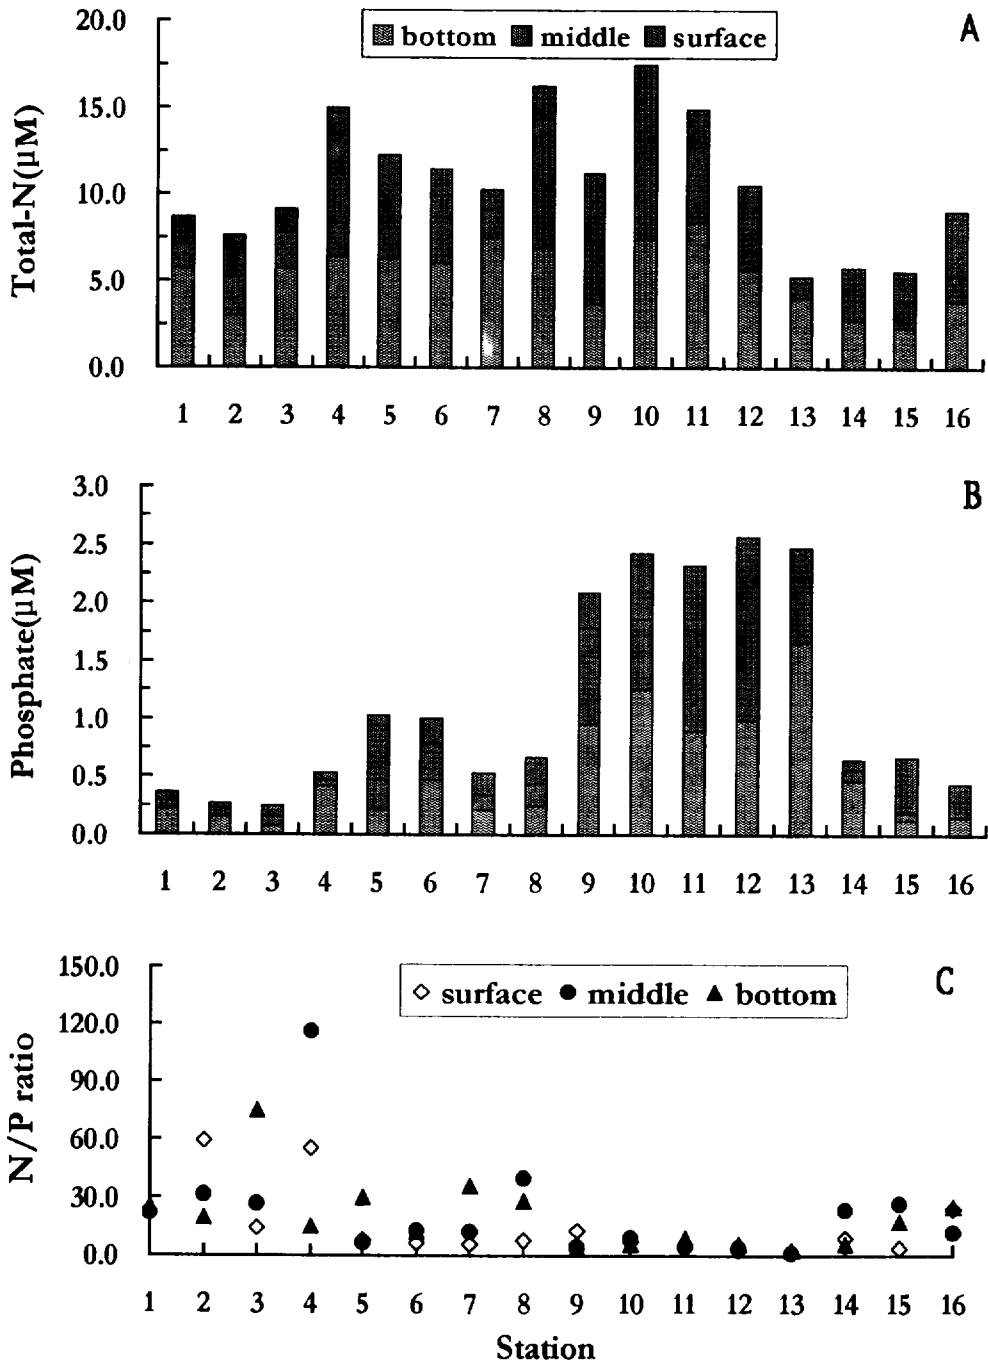 20.0
bottom middle surface
A
15.0
10.0
5.0
0.0
Total-N(μM)
1 2 3 4 5 6 7 8 9 10 11 12 13 14 15 16
3.0
B
2.5
2.0
1.5
1.0
0.5
0.0
Phosphate(μM)
1 2 3 4 5 6 7 8 9 10 11 12 13 14 15 16
150.0
surface middle bottom
C
120.0
90.0
60.0
30.0
0.0
N/P ratio
1 2 3 4 5 6 7 8 9 10 11 12 13 14 15 16
Station